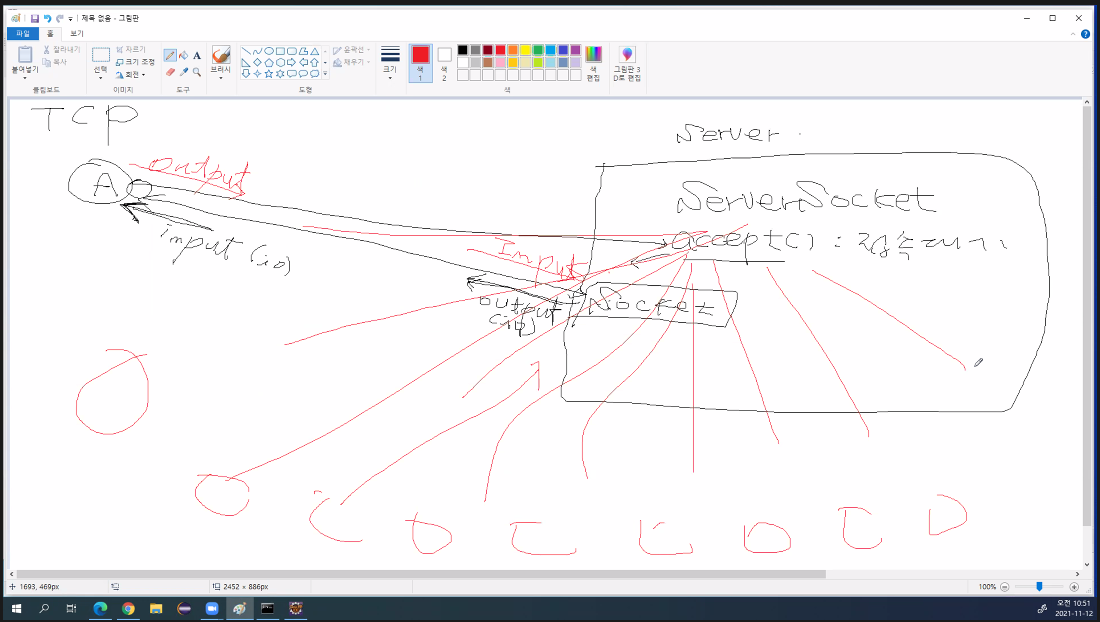 제목 없음 - 그림판
파일 홈 보기
붙여넣기
잘라내기
복사
클립보드
선택
자르기
크기 조정
회전
이미지
A
도구
브러시
윤곽선
채우기
도형
크기
색 1
색 2
색 편집
색
그림판 3D로 편집
TCP
Server
A
Output
ServerSocket
accept() :
input (io)
Input
output (io)
Socket
1693, 469px
2452 × 886px
100%
오전 10:51
2021-11-12